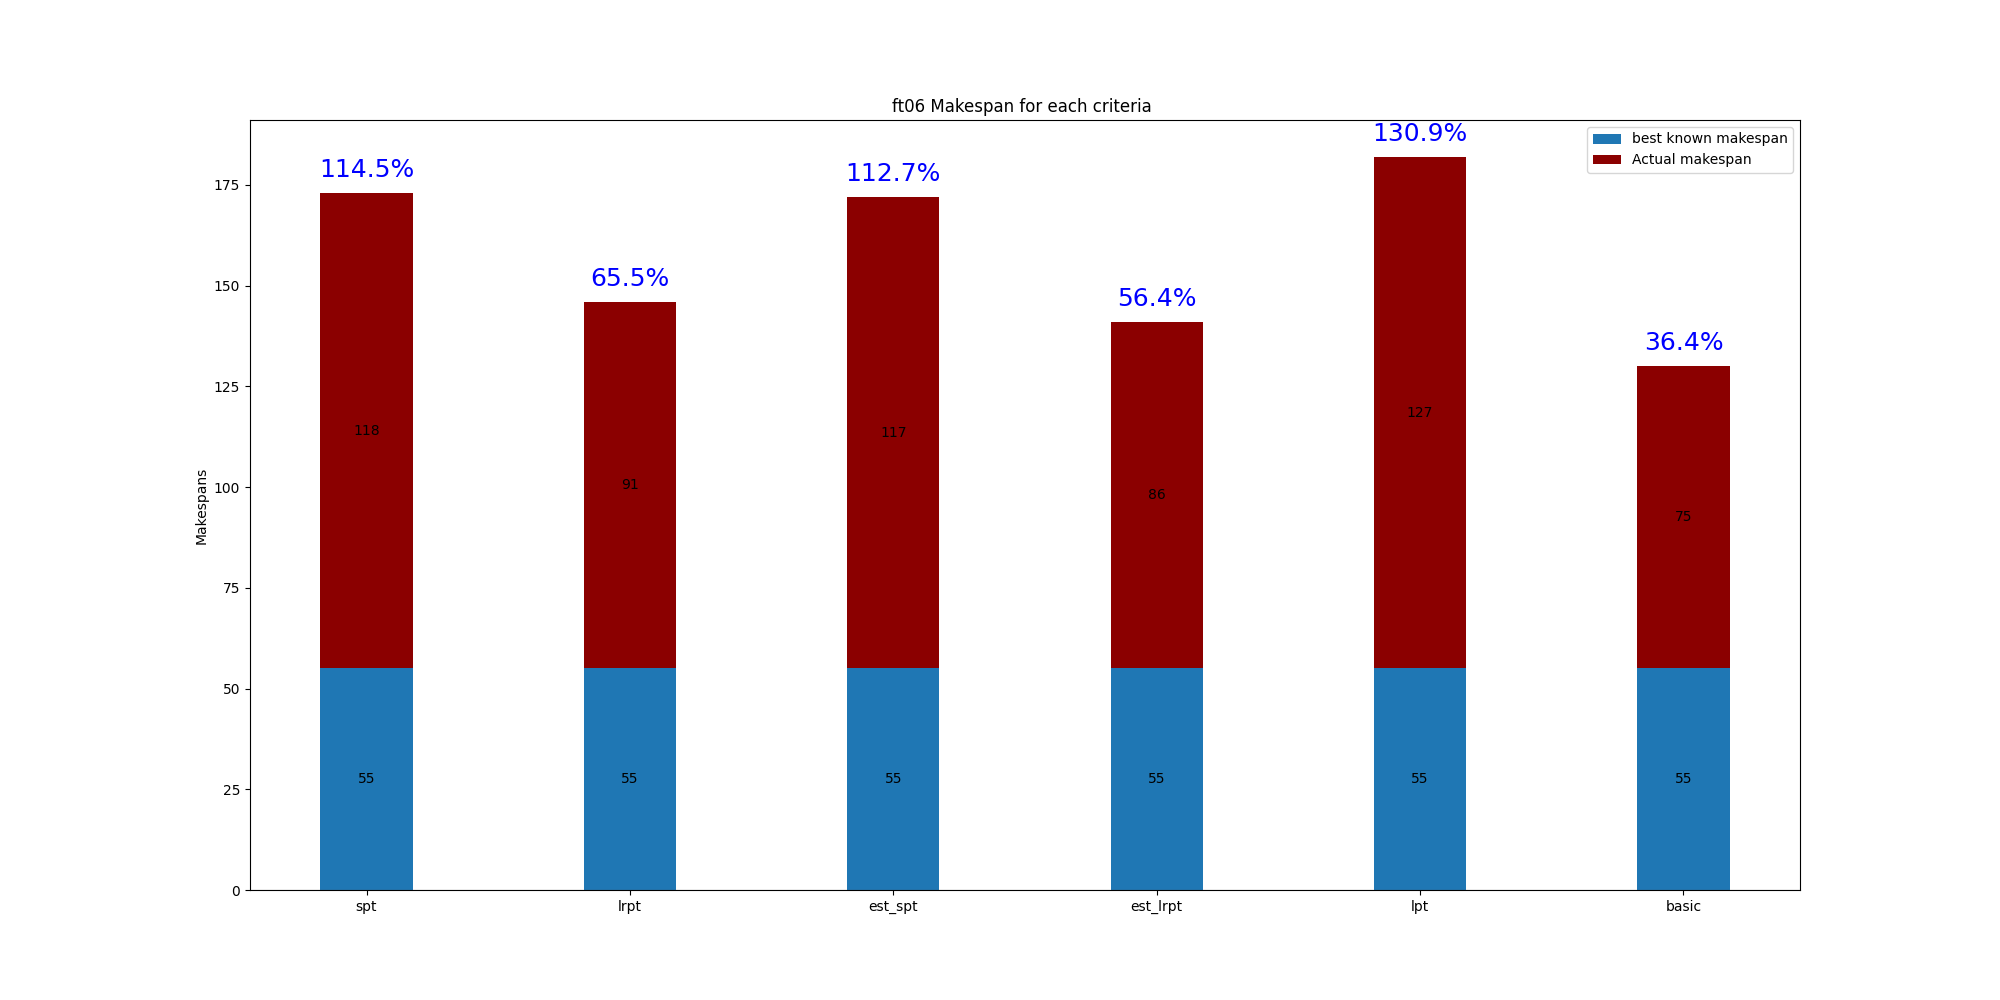 ft06 Makespan for each criteria
best known makespan
Actual makespan
114.5%
65.5%
112.7%
56.4%
130.9%
36.4%
Makespans
175
150
125
100
75
50
25
0
118
91
117
86
127
75
55
55
55
55
55
55
spt
lrpt
est_spt
est_lrpt
lpt
basic